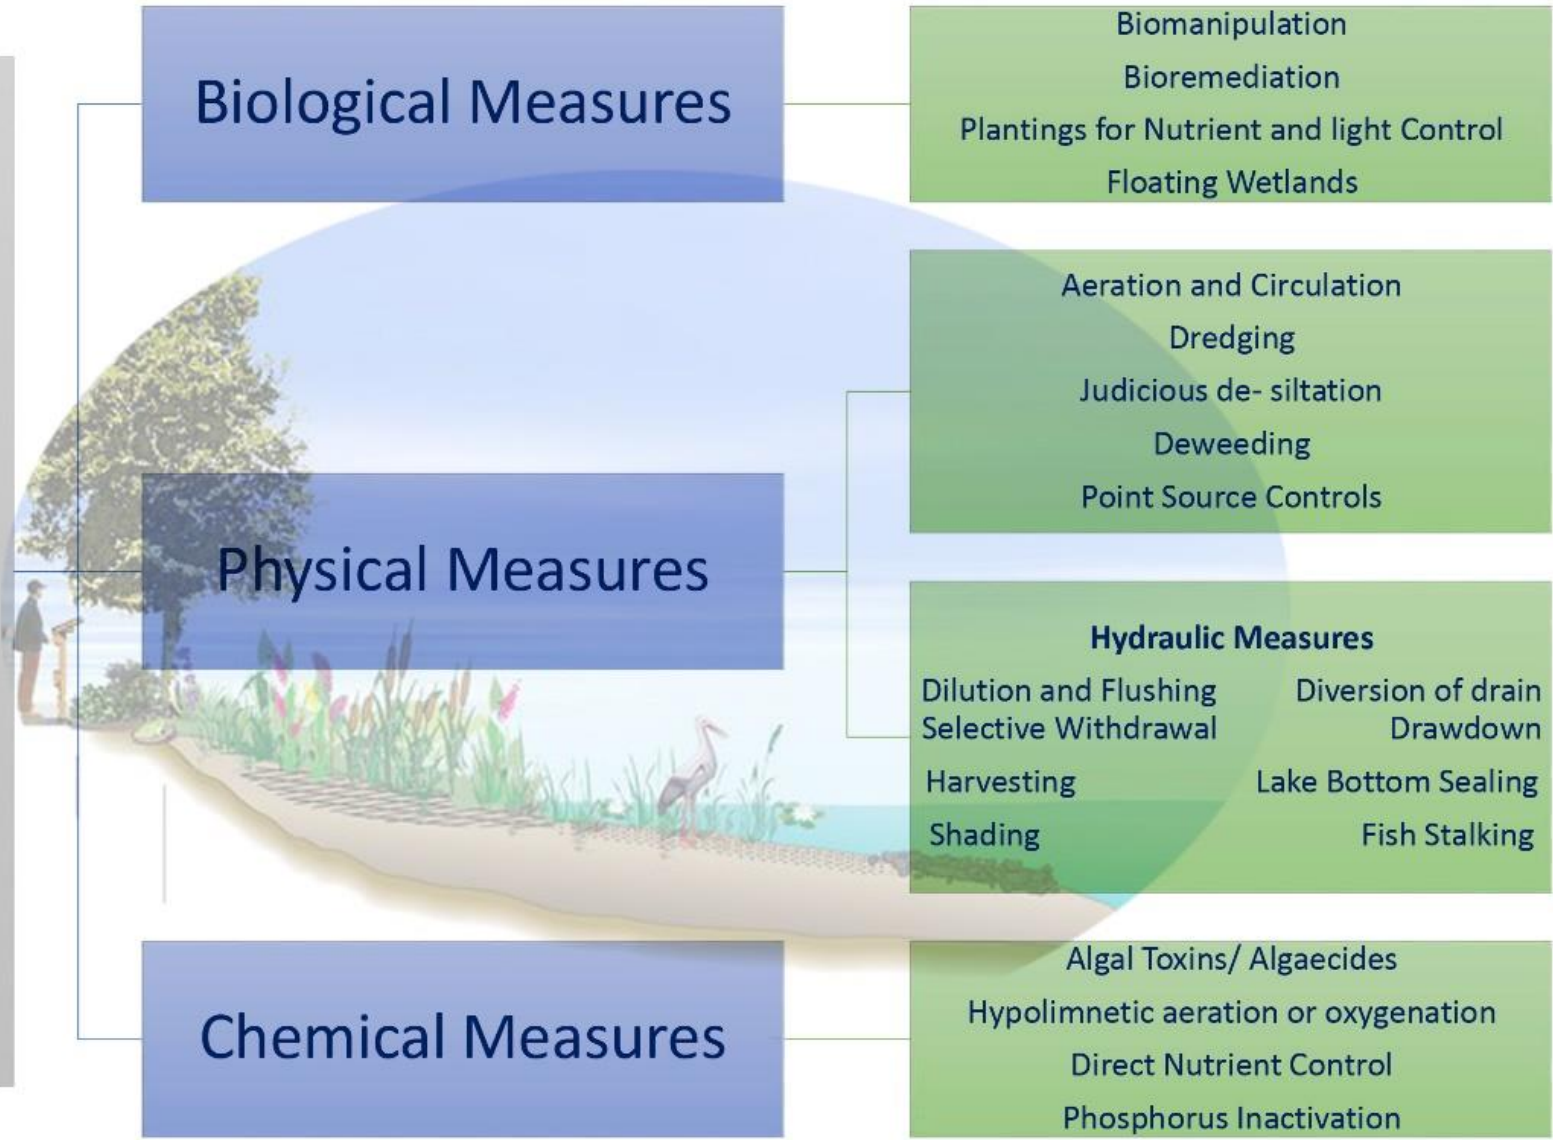 Biological Measures
Biomanipulation
Bioremediation
Plantings for Nutrient and light Control
Floating Wetlands
Physical Measures
Aeration and Circulation
Dredging
Judicious de- siltation
Deweeding
Point Source Controls
Hydraulic Measures
Dilution and Flushing Diversion of drain
Selective Withdrawal Drawdown
Harvesting Lake Bottom Sealing
Shading Fish Stalking
Chemical Measures
Algal Toxins/ Algaecides
Hypolimnetic aeration or oxygenation
Direct Nutrient Control
Phosphorus Inactivation